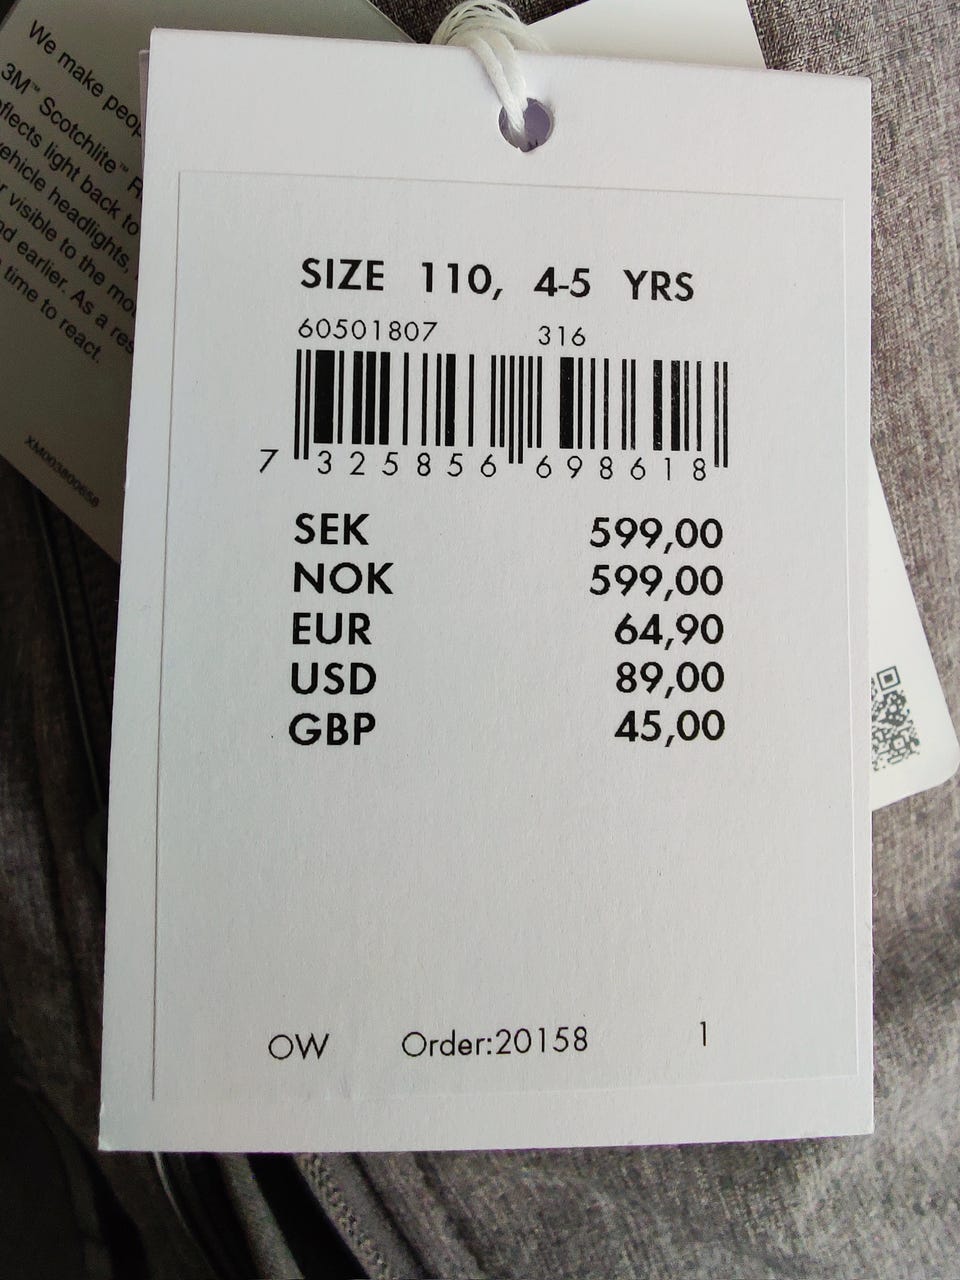 We make peop
3M™ Scotchlite™ R
eflects light back to
vehicle headlights,
r visible to the mo
nd earlier. As a res
time to react.
XM003800658
SIZE 110, 4-5 YRS
60501807 316
7 325856 698618
SEK 599,00
NOK 599,00
EUR 64,90
USD 89,00
GBP 45,00
OW Order:20158 1